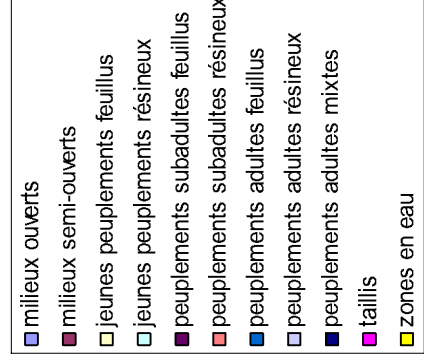 milieux ouverts
milieux semi-ouverts
jeunes peuplements feuillus
jeunes peuplements résineux
peuplements subadultes feuillus
peuplements subadultes résineux
peuplements adultes feuillus
peuplements adultes résineux
peuplements adultes mixtes
taillis
zones en eau